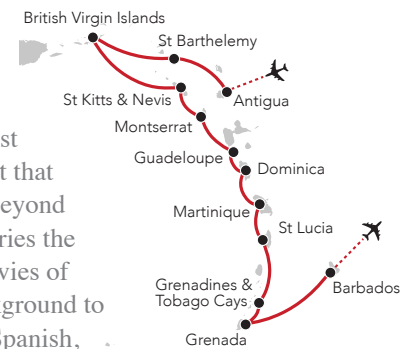 British Virgin Islands
St Barthelemy
St Kitts & Nevis
Antigua
Montserrat
st
Guadeloupe
t that
Dominica
eyond
Martinique
ries the
St Lucia
vies of
Grenadines &
Tobago Cays
Barbados
ground to
Spanish,
Grenada